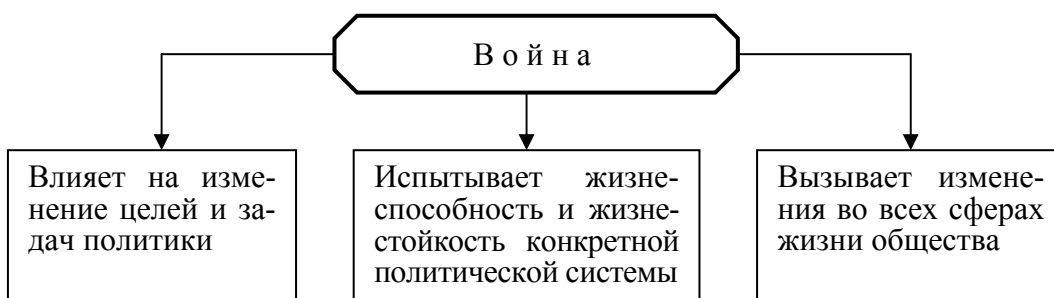 Война
Влияет на изме-
нение целей и за-
дач политики
Испытывает жизне-
способность и жизне-
стойкость конкретной
политической системы
Вызывает измене-
ния во всех сферах
жизни общества